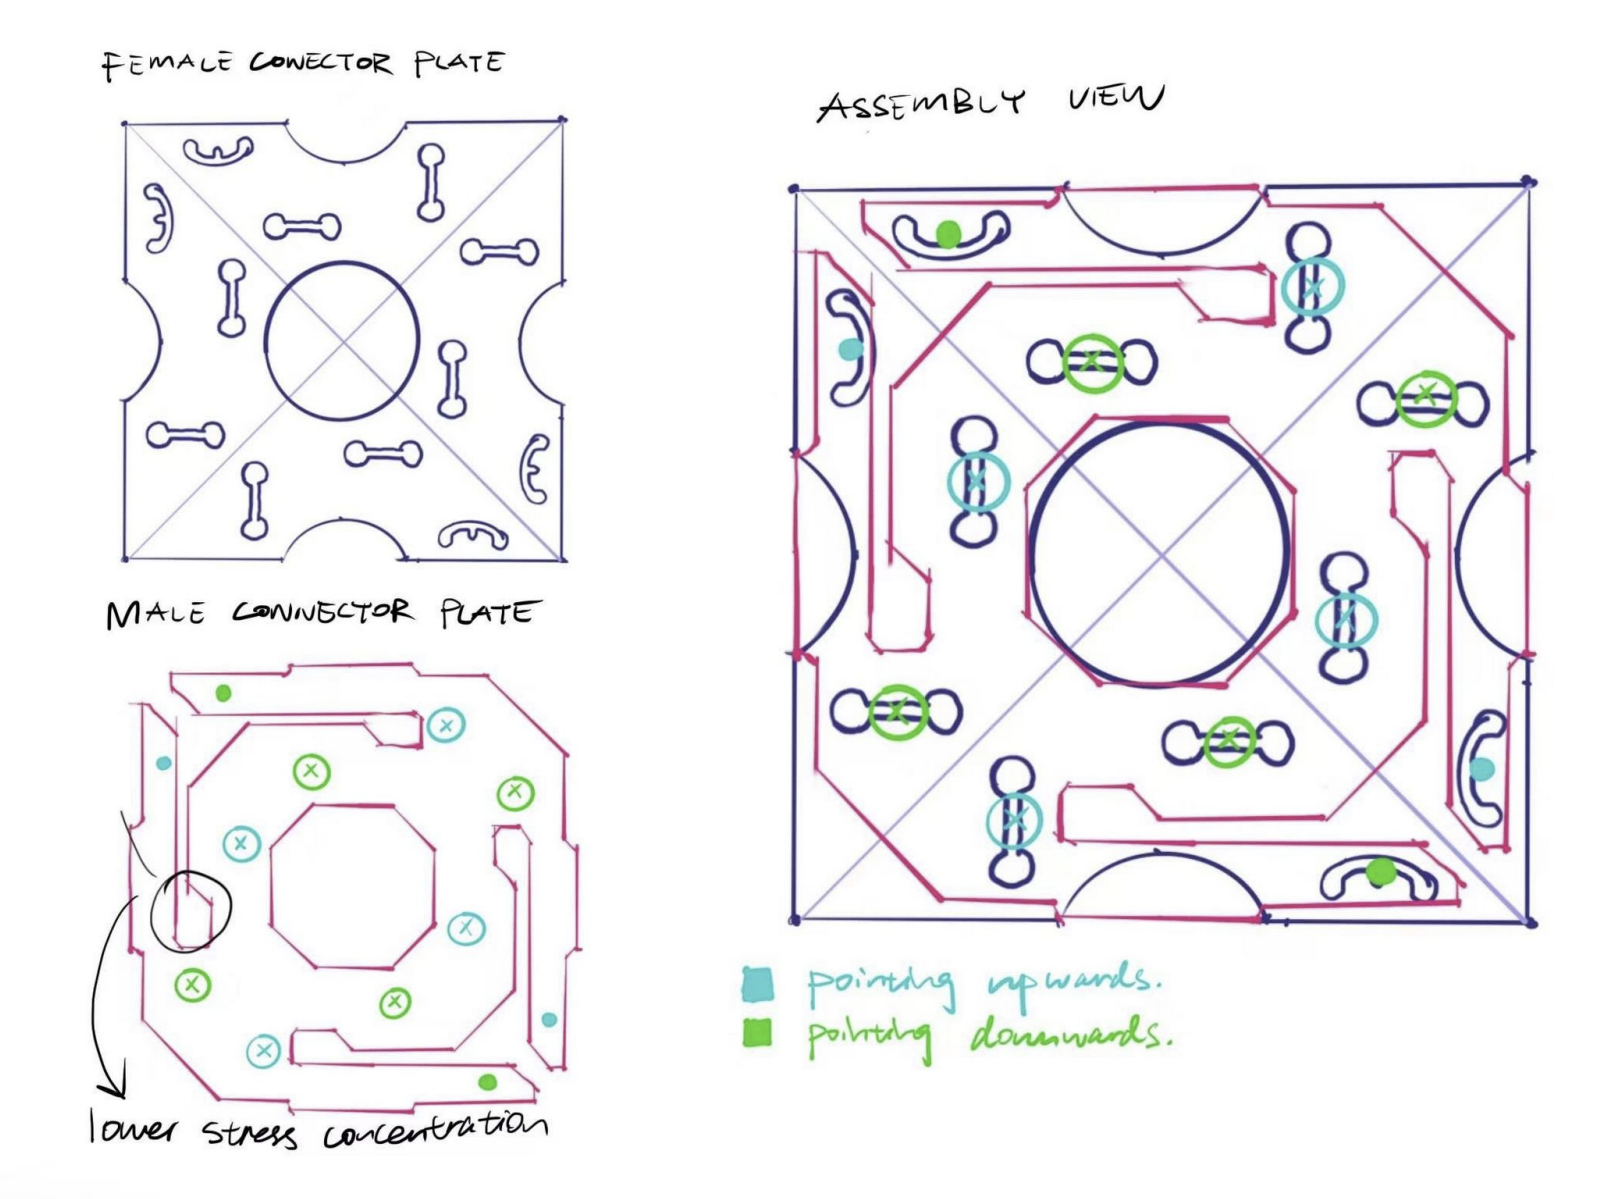 FEMALE CONECTOR PLATE
ASSEMBLY VIEW
MALE CONNECTOR PLATE
pointing upwards.
pointing downwards.
lower stress concentration